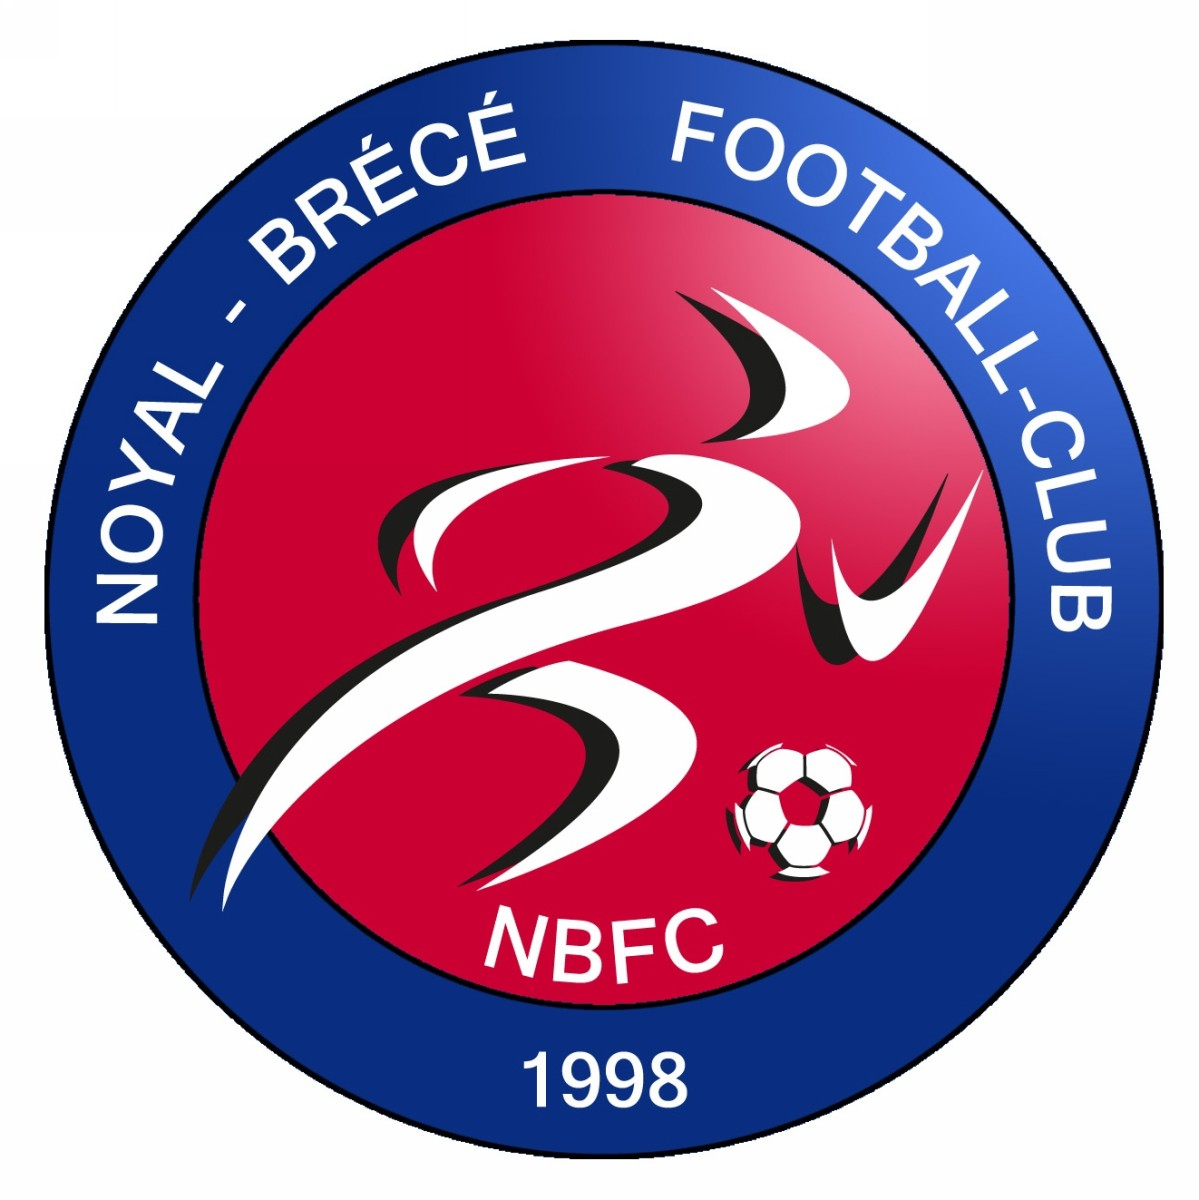 NOYAL - BRÉCÉ FOOTBALL-CLUB
NBFC
1998